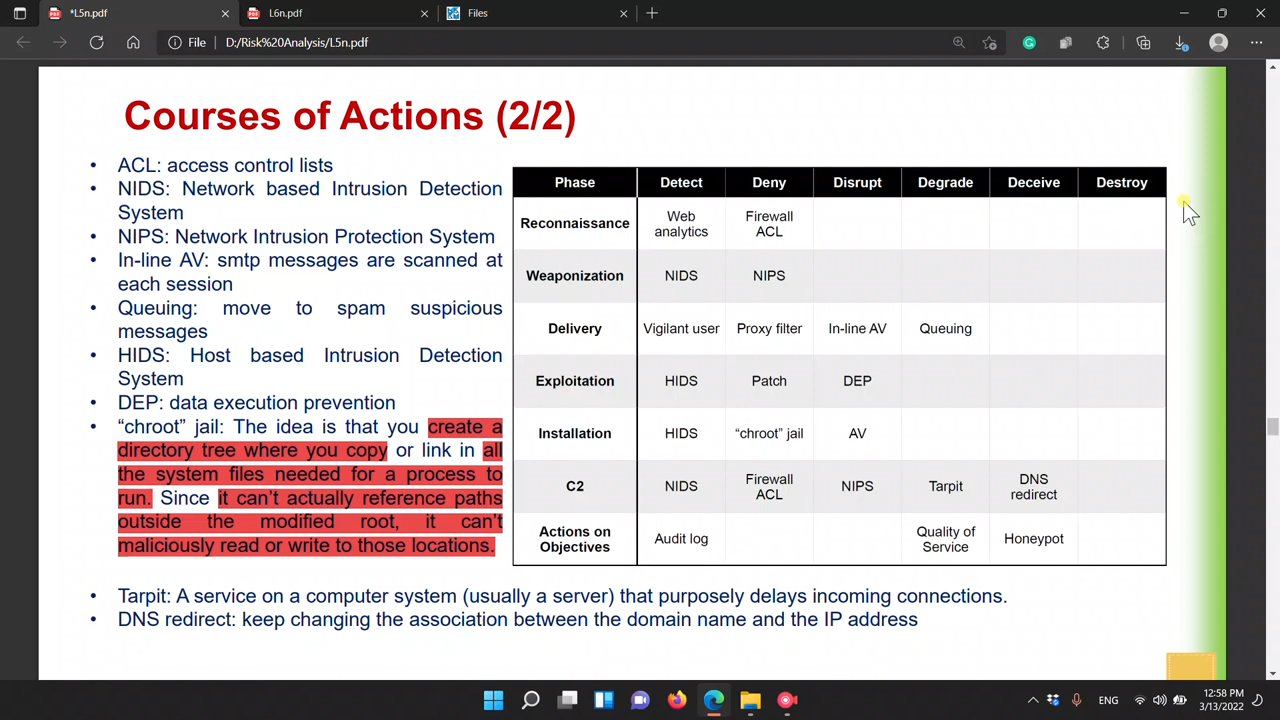 *L5n.pdf
L6n.pdf
Files
File
D:/Risk%20Analysis/L5n.pdf
Courses of Actions (2/2)
• ACL: access control lists
• NIDS: Network based Intrusion Detection
System
• NIPS: Network Intrusion Protection System
• In-line AV: smtp messages are scanned at
each session
• Queuing: move to spam suspicious
messages
• HIDS: Host based Intrusion Detection
System
• DEP: data execution prevention
• “chroot” jail: The idea is that you create a
directory tree where you copy or link in all
the system files needed for a process to
run. Since it can’t actually reference paths
outside the modified root, it can’t
maliciously read or write to those locations.
Phase Detect Deny Disrupt Degrade Deceive Destroy
Reconnaissance Web analytics Firewall ACL
Weaponization NIDS NIPS
Delivery Vigilant user Proxy filter In-line AV Queuing
Exploitation HIDS Patch DEP
Installation HIDS “chroot” jail AV
C2 NIDS Firewall ACL NIPS Tarpit DNS redirect
Actions on Objectives Audit log Quality of Service Honeypot
• Tarpit: A service on a computer system (usually a server) that purposely delays incoming connections.
• DNS redirect: keep changing the association between the domain name and the IP address
ENG
12:58 PM
3/13/2022